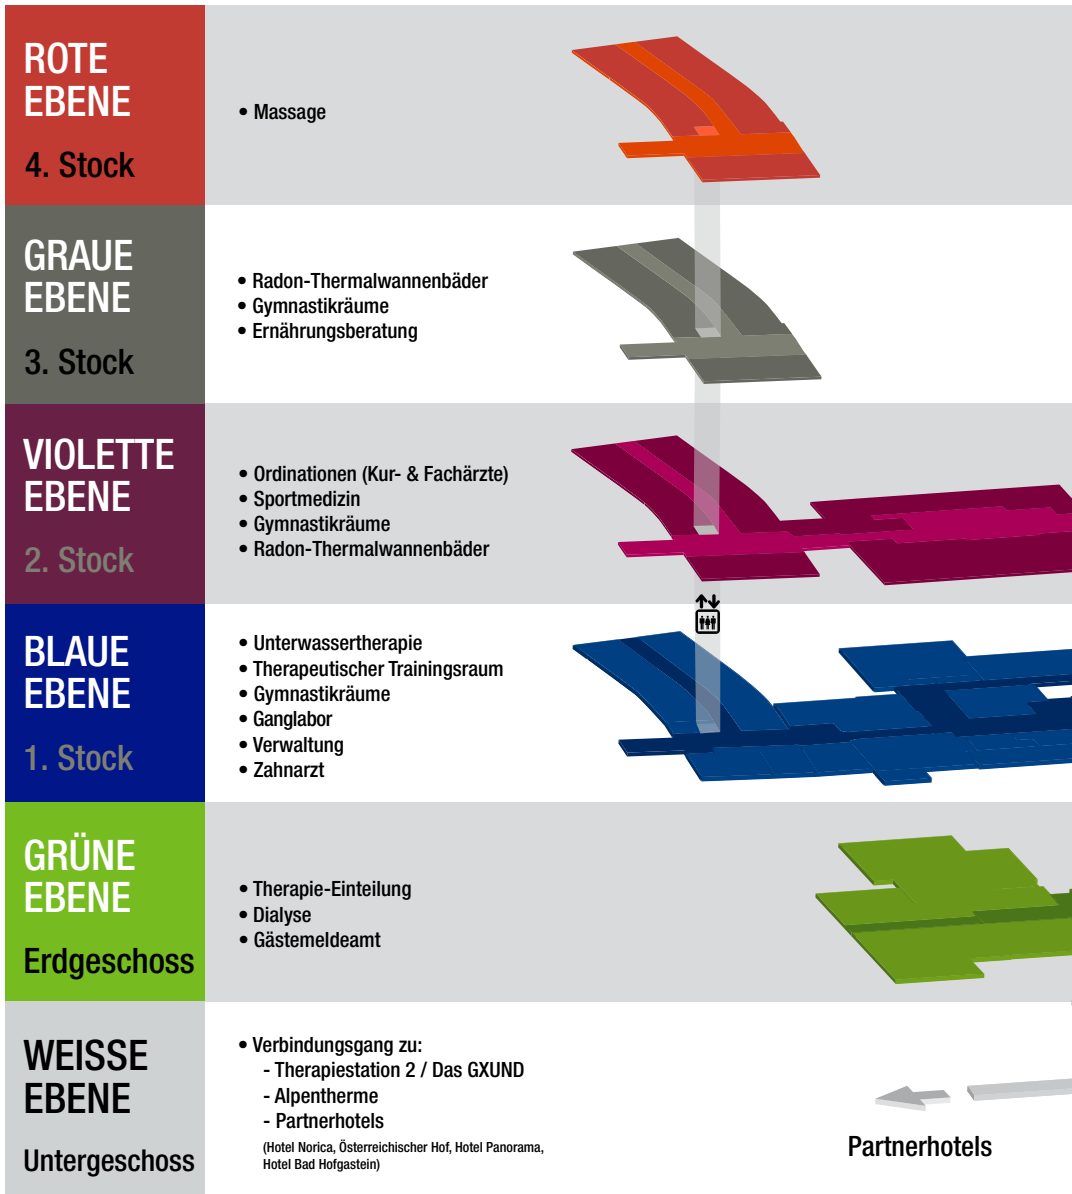 ROTE
EBENE
4. Stock
• Massage
GRAUE
EBENE
3. Stock
• Radon-Thermalwannenbäder
• Gymnastikräume
• Ernährungsberatung
VIOLETTE
EBENE
2. Stock
• Ordinationen (Kur- & Fachärzte)
• Sportmedizin
• Gymnastikräume
• Radon-Thermalwannenbäder
BLAUE
EBENE
1. Stock
• Unterwassertherapie
• Therapeutischer Trainingsraum
• Gymnastikräume
• Ganglabor
• Verwaltung
• Zahnarzt
GRÜNE
EBENE
Erdgeschoss
• Therapie-Einteilung
• Dialyse
• Gästemeldeamt
WEISSE
EBENE
Untergeschoss
• Verbindungsgang zu:
- Therapiestation 2 / Das GXUND
- Alpentherme
- Partnerhotels
(Hotel Norica, Österreichischer Hof, Hotel Panorama,
Hotel Bad Hofgastein)
Partnerhotels